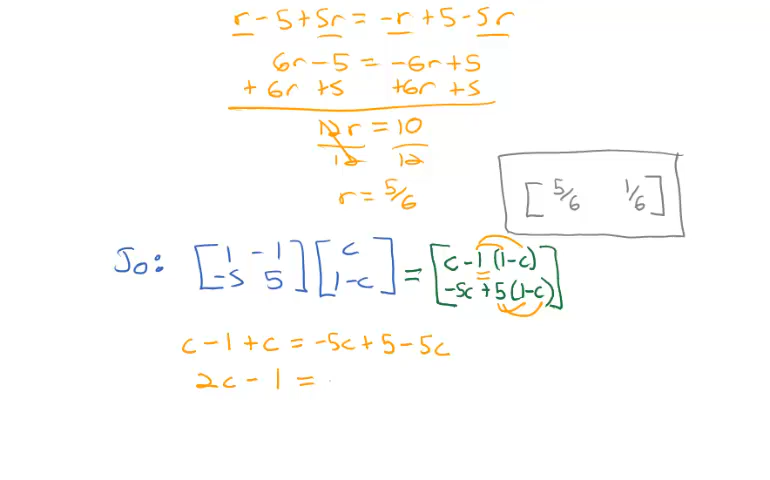 r - 5 + 5r = -r + 5 - 5r
6r - 5 = -6r + 5
+ 6r + 5 +6r + 5
12r = 10
12 12
r = 5/6
[ 5/6 1/6 ]
Jo: [ 1 -1 -5 5 ] [ c 1-c ] = [ c - 1 (1-c) -5c + 5 (1-c) ]
=
c - 1 + c = -5c + 5 - 5c
2c - 1 =